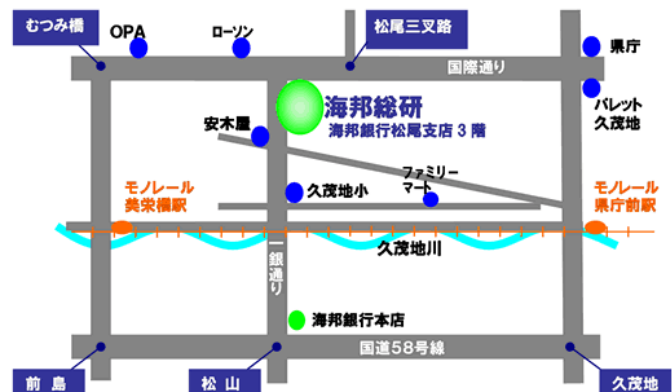 むつみ橋
OPA
ローソン
松尾三叉路
県庁
国際通り
パレット
久茂地
海邦総研
海邦銀行松尾支店3階
安木屋
ファミリー
マート
モノレール
美栄橋駅
久茂地小
モノレール
県庁前駅
久茂地川
一銀通り
海邦銀行本店
国道58号線
前島
松山
久茂地